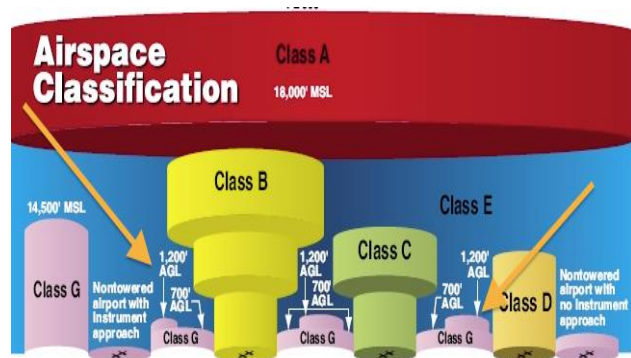 Airspace
Classification
Class A
18,000' MSL
Class B
14,500' MSL
Class E
Class C
1,200'
AGL
700'
AGL
1,200'
AGL
700'
AGL
1,200'
AGL
700'
AGL
Class G
Nontowered
airport with
Instrument
approach
Class G
Class G
Class G
Class D
Nontowered
airport with
no Instrument
approach